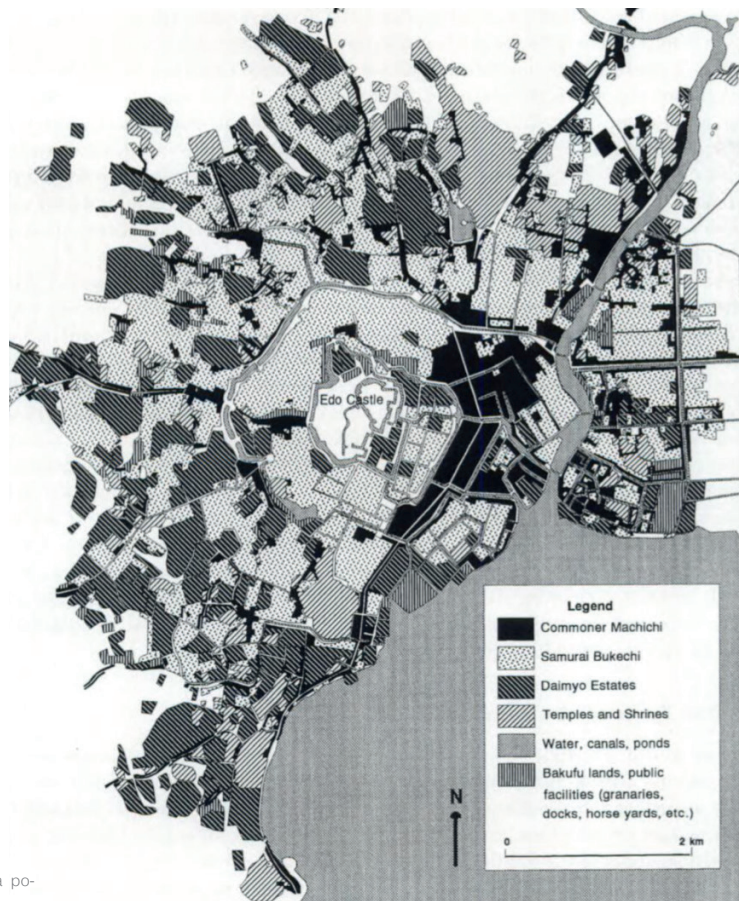 Edo Castle
Legend
Commoner Machichi
Samurai Bukechi
Daimyo Estates
Temples and Shrines
Water, canals, ponds
Bakufu lands, public
facilities (granaries,
docks, horse yards, etc.)
N
0 2 km
po-